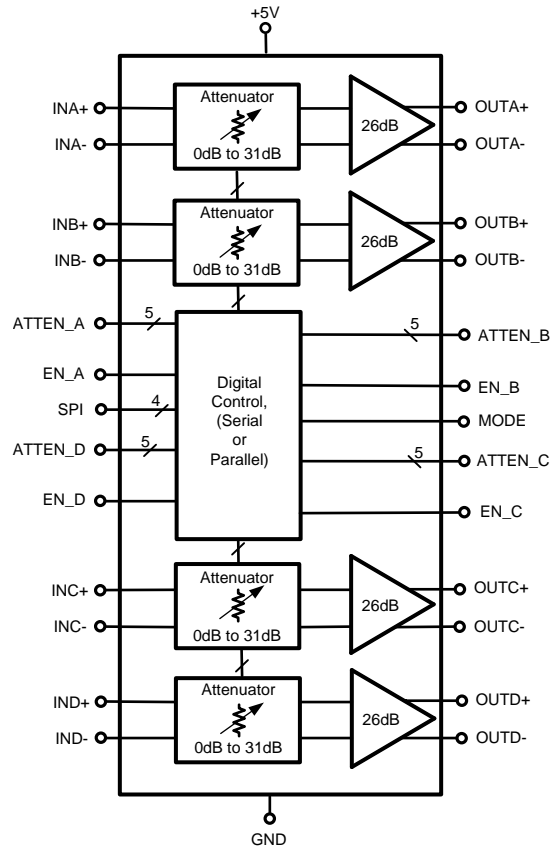 +5V
INA+
Attenuator
26dB
OUTA+
INA-
0dB to 31dB
OUTA-
INB+
Attenuator
26dB
OUTB+
INB-
0dB to 31dB
OUTB-
ATTEN_A
5
5
ATTEN_B
EN_A
Digital
Control,
(Serial
or
Parallel)
EN_B
SPI
4
MODE
ATTEN_D
5
5
ATTEN_C
EN_D
EN_C
INC+
Attenuator
26dB
OUTC+
INC-
0dB to 31dB
OUTC-
IND+
Attenuator
26dB
OUTD+
IND-
0dB to 31dB
OUTD-
GND